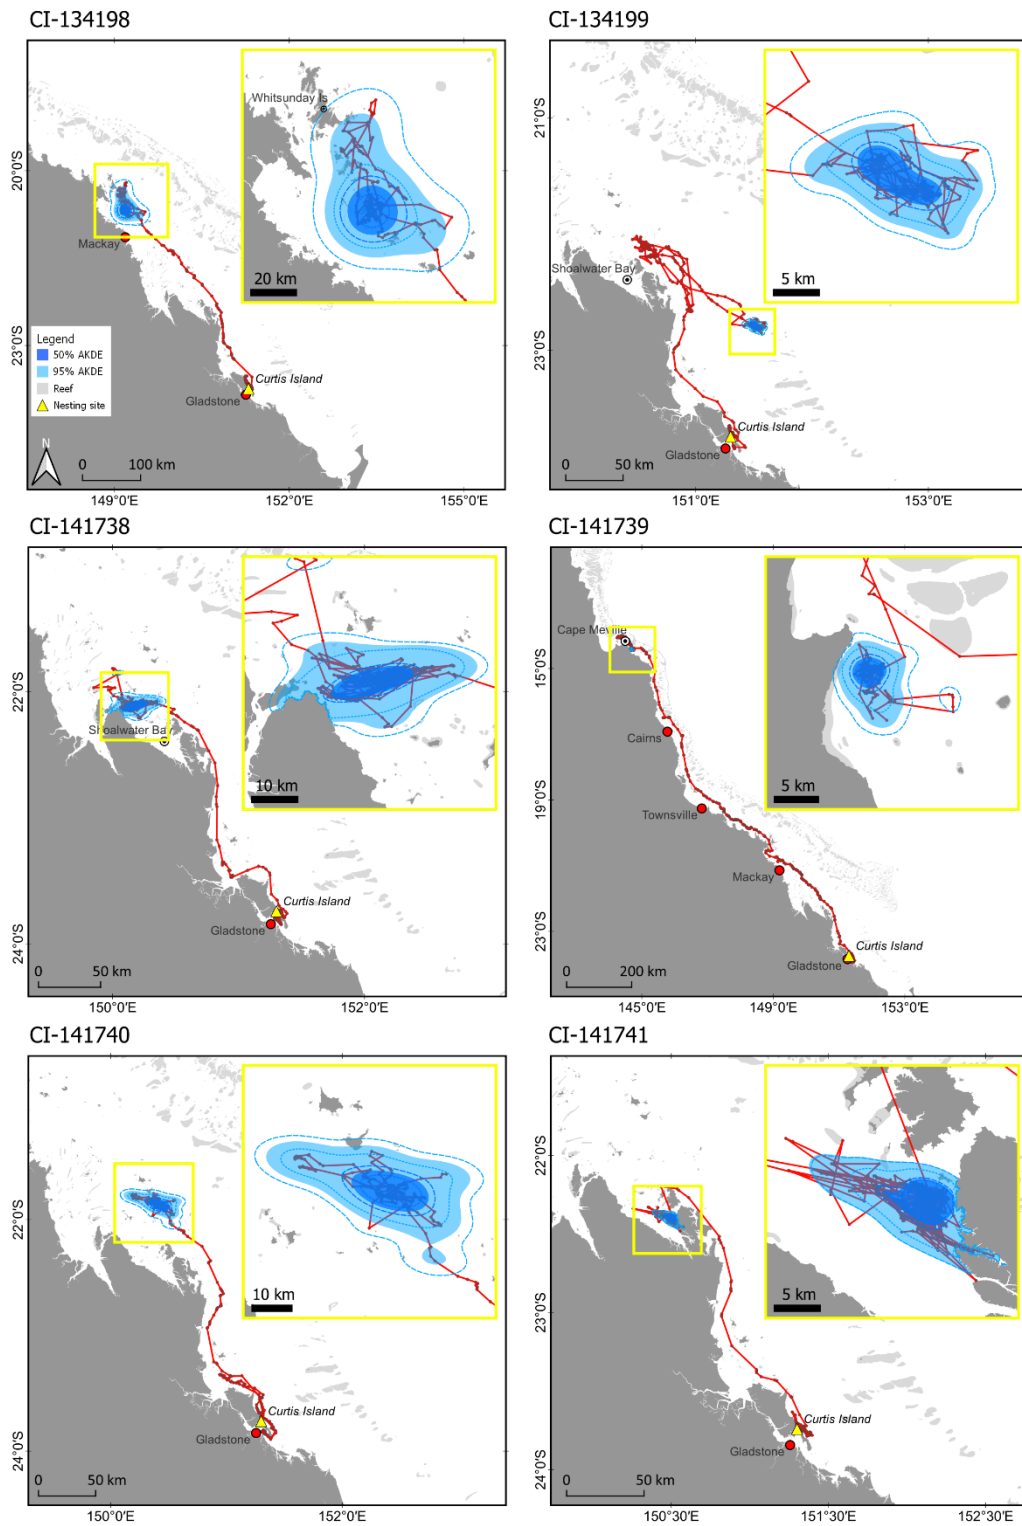 CI-134198
20°0'S
23°0'S
149°0'E
152°0'E
155°0'E
Whitsunday Is
Mackay
20 km
Legend
50% AKDE
95% AKDE
Reef
Nesting site
Curtis Island
Gladstone
N
0 100 km
CI-134199
21°0'S
23°0'S
151°0'E
153°0'E
5 km
Shoalwater Bay
Curtis Island
Gladstone
0 50 km
CI-141738
22°0'S
24°0'S
150°0'E
152°0'E
10 km
Shoalwater Bay
Curtis Island
Gladstone
0 50 km
CI-141739
15°0'S
19°0'S
23°0'S
145°0'E
149°0'E
153°0'E
Cape Meville
5 km
Cairns
Townsville
Mackay
Curtis Island
Gladstone
0 200 km
CI-141740
22°0'S
24°0'S
150°0'E
152°0'E
10 km
Curtis Island
Gladstone
0 50 km
CI-141741
22°0'S
23°0'S
24°0'S
150°30'E
151°30'E
152°30'E
5 km
Curtis Island
Gladstone
0 50 km